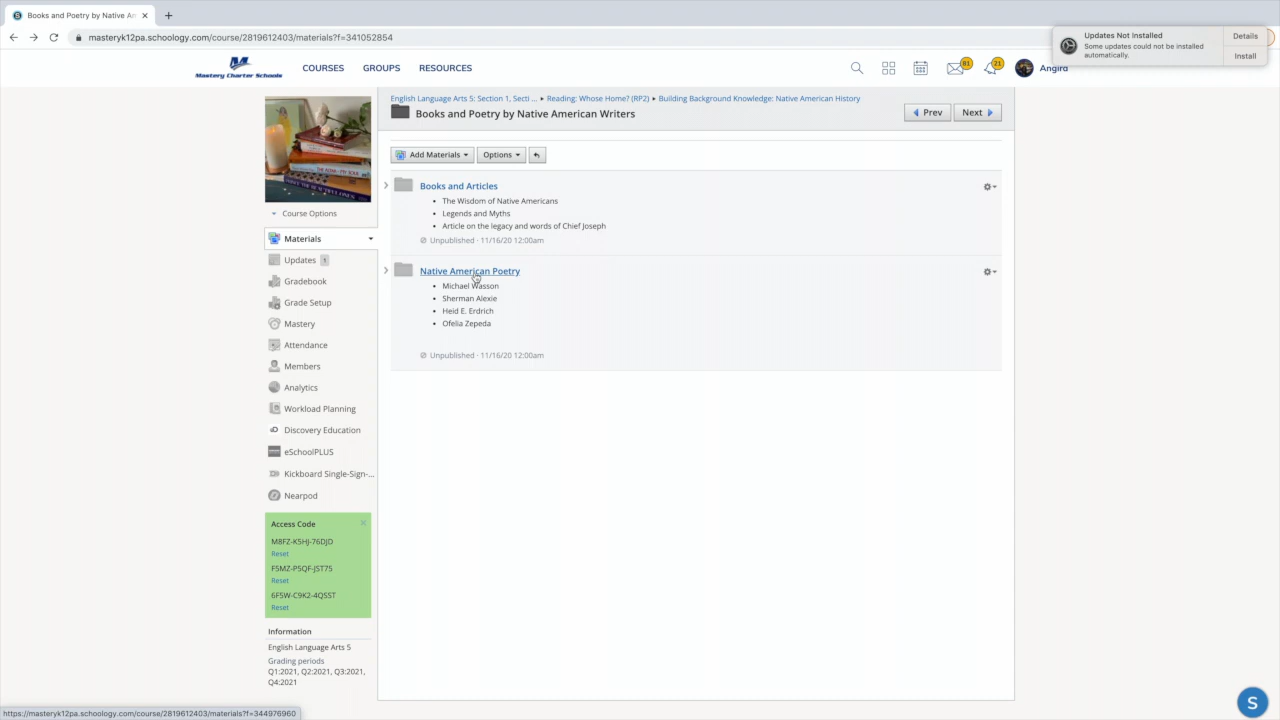 Books and Poetry by Native An
masteryk12pa.schoology.com/course/2819612403/materials?f=341052854
Updates Not Installed
Some updates could not be installed
automatically.
Details
Install
Mastery Charter Schools
COURSES
GROUPS
RESOURCES
81
21
Angird
English Language Arts 5: Section 1, Secti ... ▸ Reading: Whose Home? (RP2) ▸ Building Background Knowledge: Native American History
Books and Poetry by Native American Writers
Prev
Next
Add Materials
Options
Books and Articles
• The Wisdom of Native Americans
• Legends and Myths
• Article on the legacy and words of Chief Joseph
Unpublished · 11/16/20 12:00am
Native American Poetry
• Michael Wasson
• Sherman Alexie
• Heid E. Erdrich
• Ofelia Zepeda
Unpublished · 11/16/20 12:00am
Course Options
Materials
Updates 1
Gradebook
Grade Setup
Mastery
Attendance
Members
Analytics
Workload Planning
Discovery Education
eSchoolPLUS
Kickboard Single-Sign-...
Nearpod
Access Code
M8FZ-K5HJ-76DJD
Reset
F5MZ-P5QF-JST75
Reset
6F5W-C9K2-4QSST
Reset
Information
English Language Arts 5
Grading periods
Q1:2021, Q2:2021, Q3:2021,
Q4:2021
https://masteryk12pa.schoology.com/course/2819612403/materials?f=344976960
S